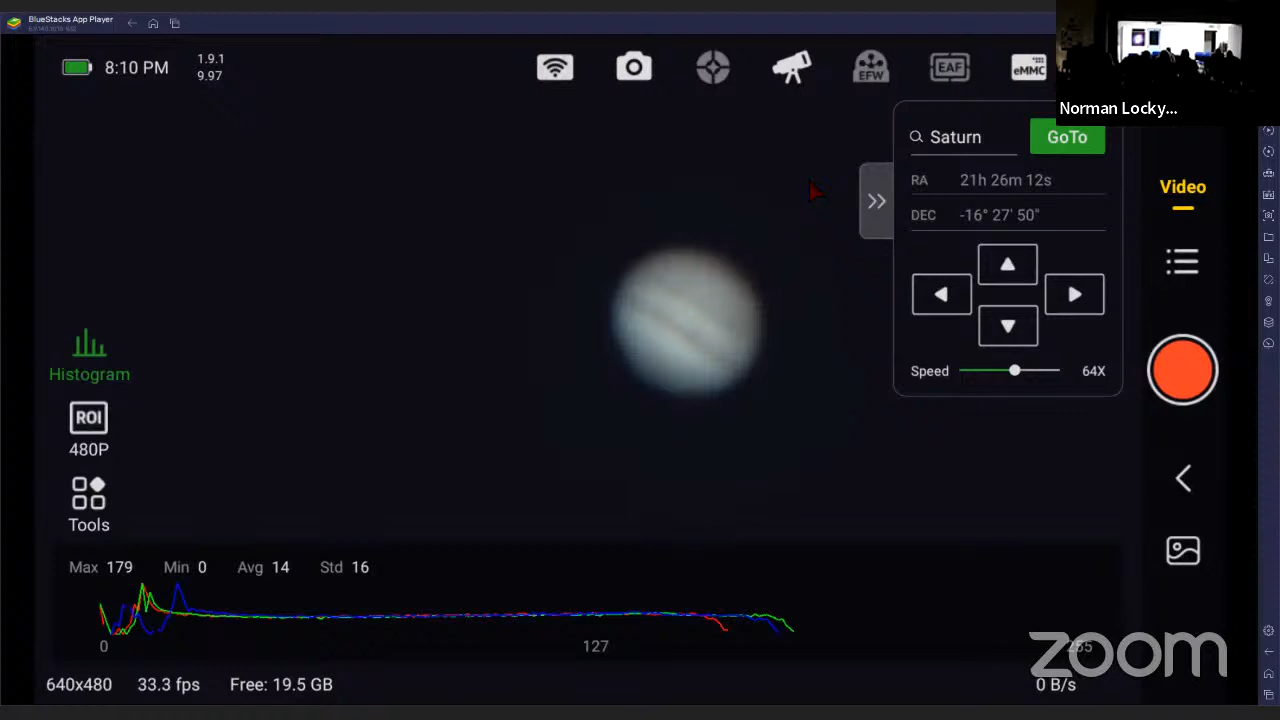 BlueStacks App Player
8:10 PM
1.9.1
9.97
EFW
EAF
eMMC
Norman Locky...
Saturn
GoTo
RA 21h 26m 12s
DEC -16° 27' 50"
Video
Speed 64X
Histogram
ROI
480P
Tools
Max 179 Min 0 Avg 14 Std 16
0 127 255
zoom
640x480 33.3 fps Free: 19.5 GB 0 B/s